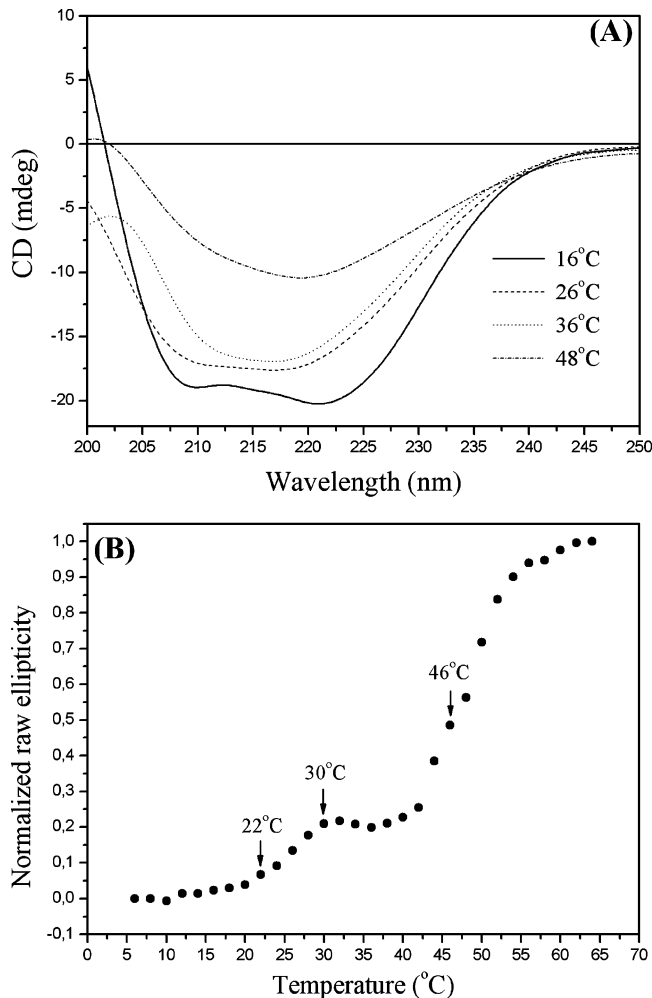 (A)
10
5
0
-5
-10
-15
-20
CD (mdeg)
16°C
26°C
36°C
48°C
200 205 210 215 220 225 230 235 240 245 250
Wavelength (nm)
(B)
1,0
0,9
0,8
0,7
0,6
0,5
0,4
0,3
0,2
0,1
0,0
-0,1
Normalized raw ellipticity
46°C
30°C
22°C
0 5 10 15 20 25 30 35 40 45 50 55 60 65 70
Temperature (°C)